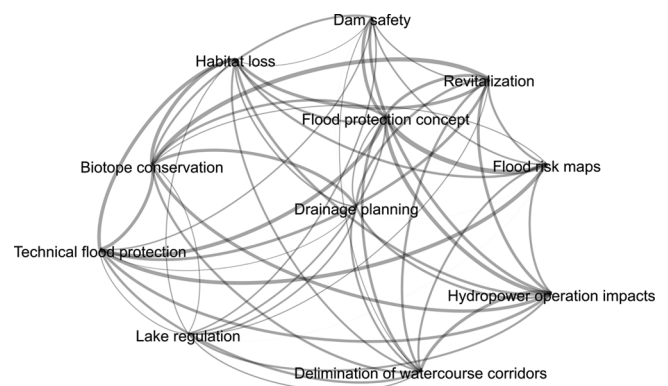 Dam safety
Habitat loss
Revitalization
Flood protection concept
Biotope conservation
Flood risk maps
Drainage planning
Technical flood protection
Hydropower operation impacts
Lake regulation
Delimination of watercourse corridors